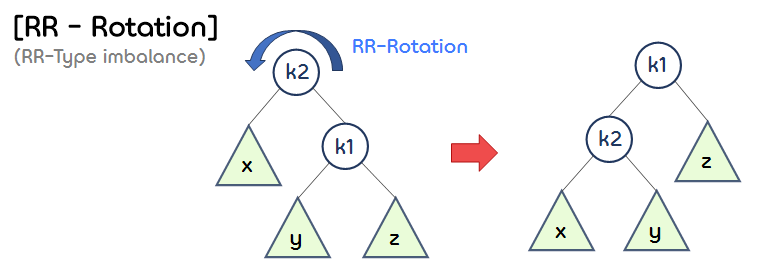 [RR - Rotation]
(RR-Type imbalance)
RR-Rotation
k2
x
k1
y
z
k1
k2
z
x
y